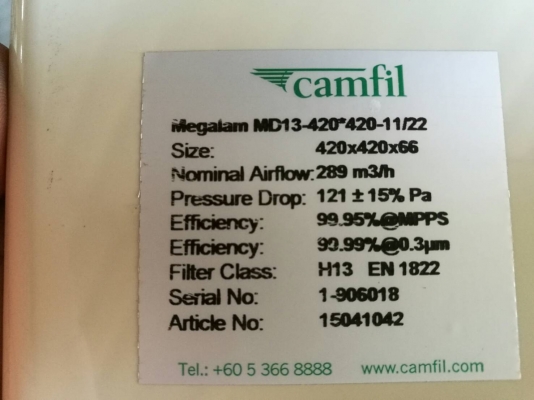 camfil
Megalam MD13-420*420-11/22
Size: 420x420x66
Nominal Airflow: 289 m3/h
Pressure Drop: 121 ± 15% Pa
Efficiency: 99.95%@MPPS
Efficiency: 99.99%@0.3µm
Filter Class: H13 EN 1822
Serial No: 1-906018
Article No: 15041042
Tel.: +60 5 366 8888 www.camfil.com